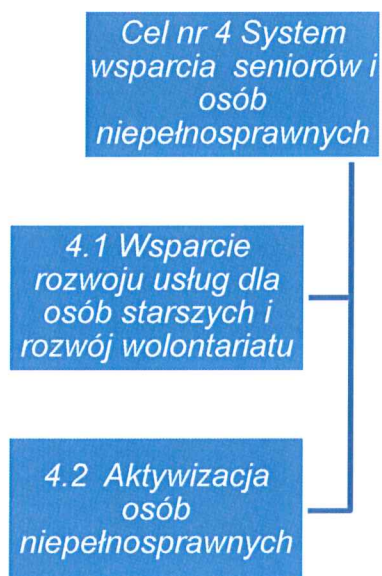 Cel nr 4 System
wsparcia seniorów i
osób
niepełnosprawnych
4.1 Wsparcie
rozwoju usług dla
osób starszych i
rozwój wolontariatu
4.2 Aktywizacja
osób
niepełnosprawnych